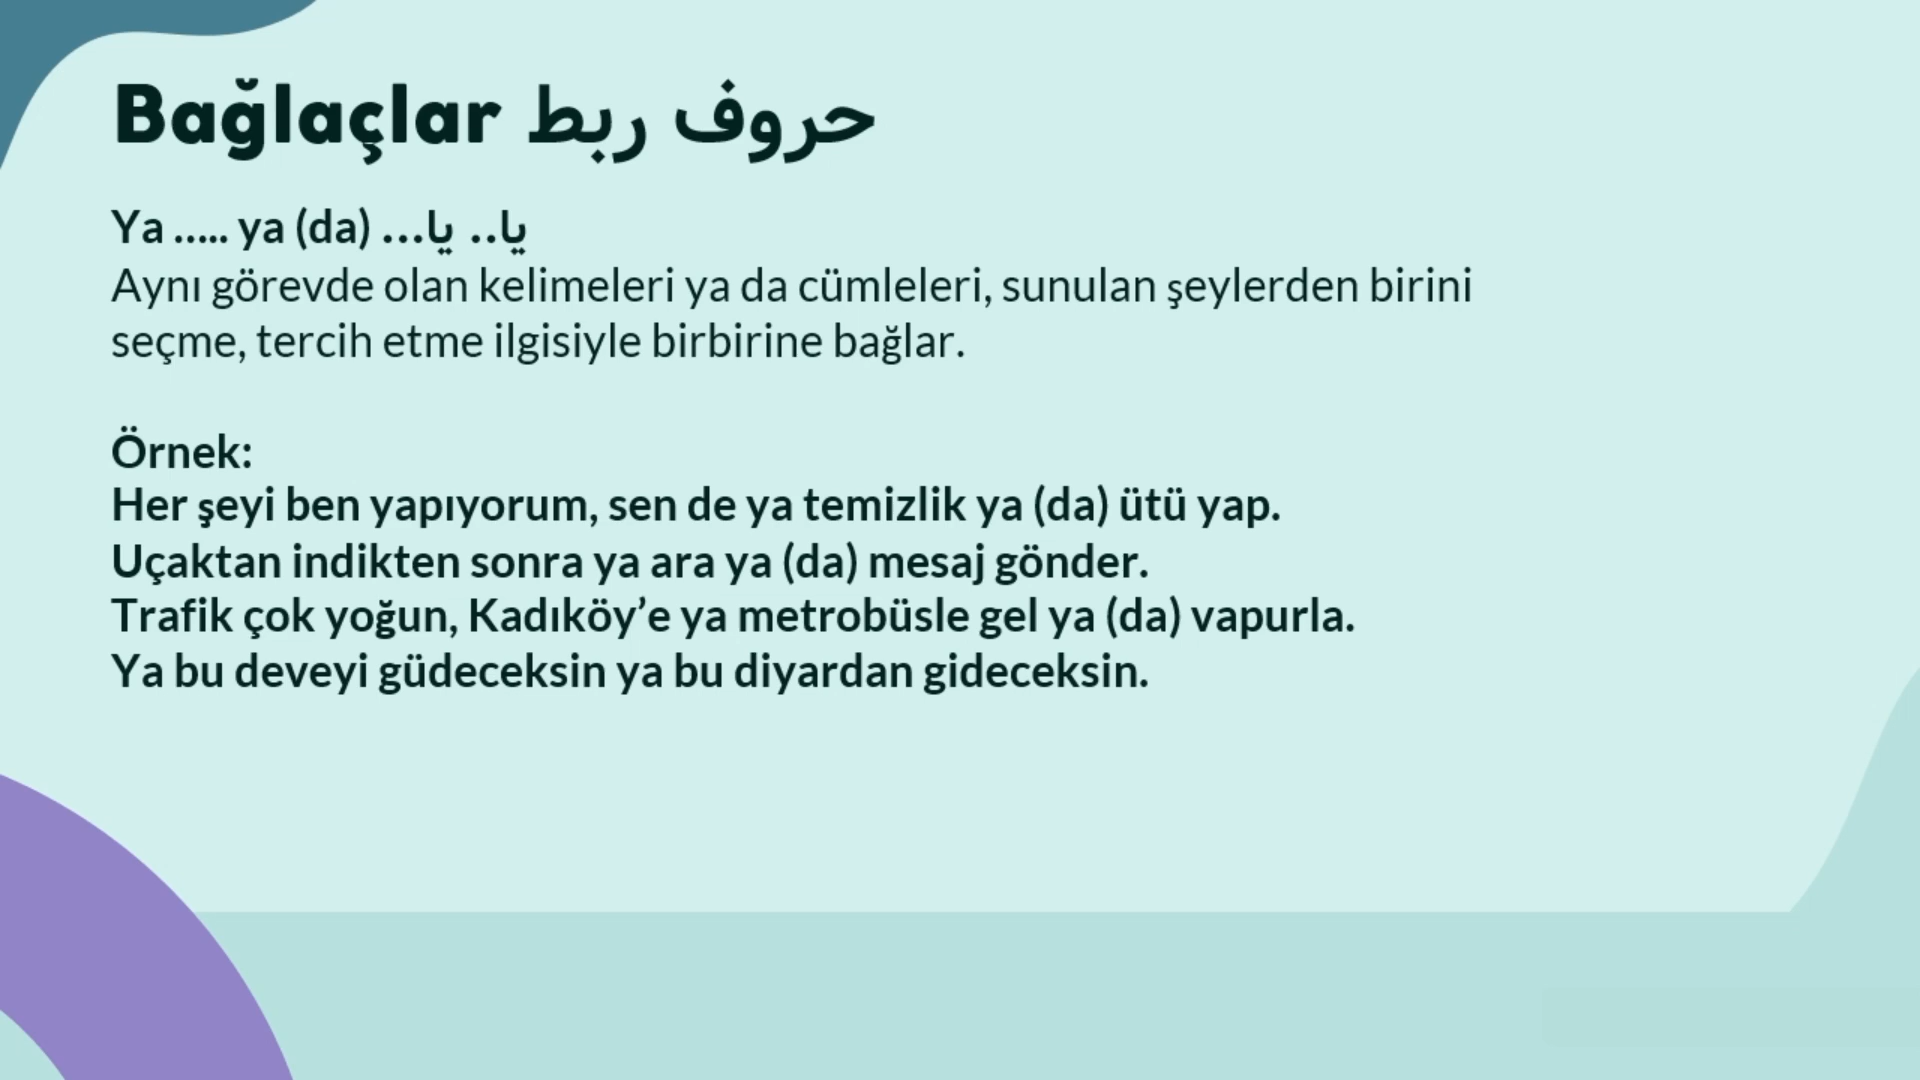 Bağlaçlar حروف ربط
Ya ..... ya (da) یا.. یا...
Aynı görevde olan kelimeleri ya da cümleleri, sunulan şeylerden birini
seçme, tercih etme ilgisiyle birbirine bağlar.
Örnek:
Her şeyi ben yapıyorum, sen de ya temizlik ya (da) ütü yap.
Uçaktan indikten sonra ya ara ya (da) mesaj gönder.
Trafik çok yoğun, Kadıköy’e ya metrobüsle gel ya (da) vapurla.
Ya bu deveyi güdeceksin ya bu diyardan gideceksin.